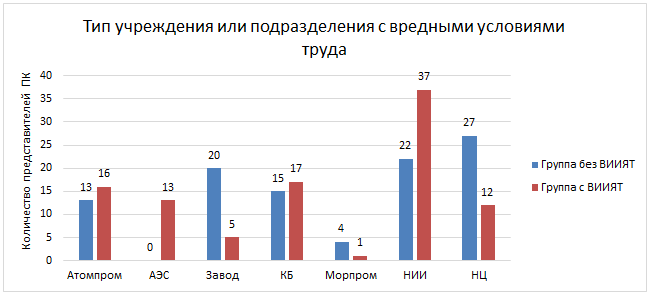 Тип учреждения или подразделения с вредными условиями
труда
Количество представителей ПК
40
35
30
25
20
15
10
5
0
13
16
0
13
20
5
15
17
4
1
22
37
27
12
Атомпром
АЭС
Завод
КБ
Морпром
НИИ
НЦ
Группа без ВИИЯТ
Группа с ВИИЯТ